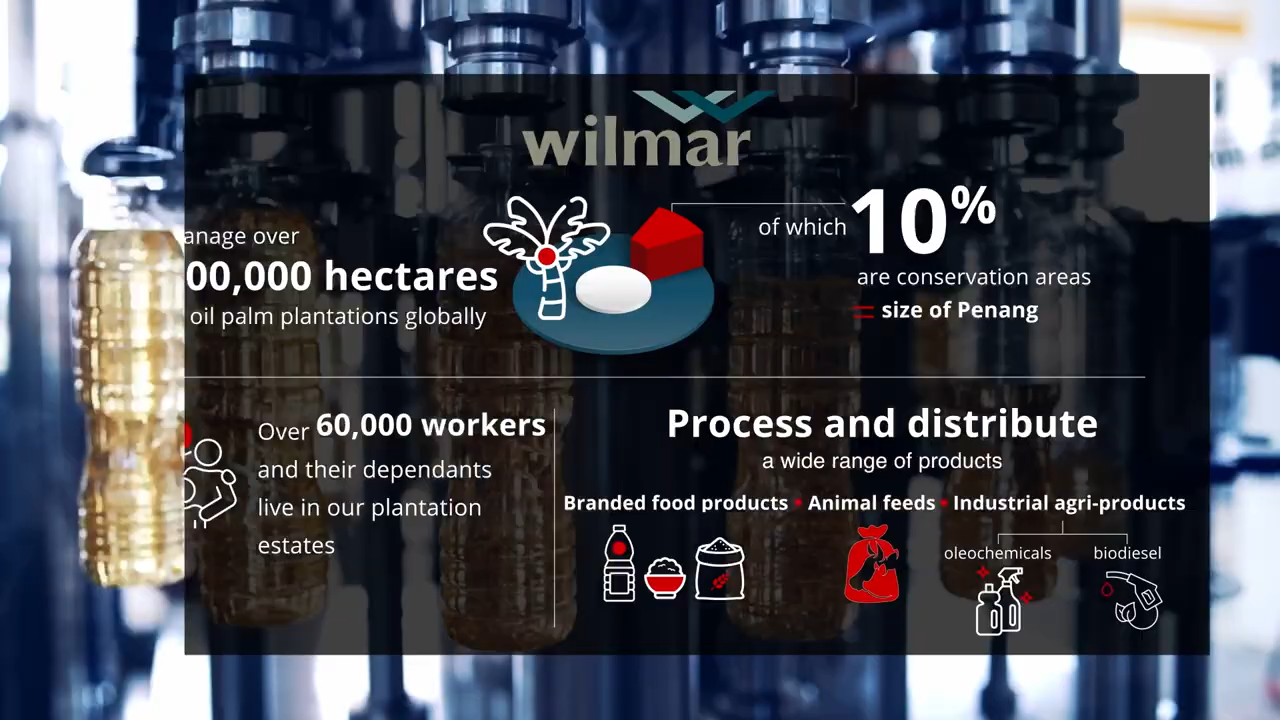 wilmar
anage over
00,000 hectares
oil palm plantations globally
of which 10%
are conservation areas
= size of Penang
Over 60,000 workers
and their dependants
live in our plantation
estates
Process and distribute
a wide range of products
Branded food products • Animal feeds • Industrial agri-products
oleochemicals
biodiesel